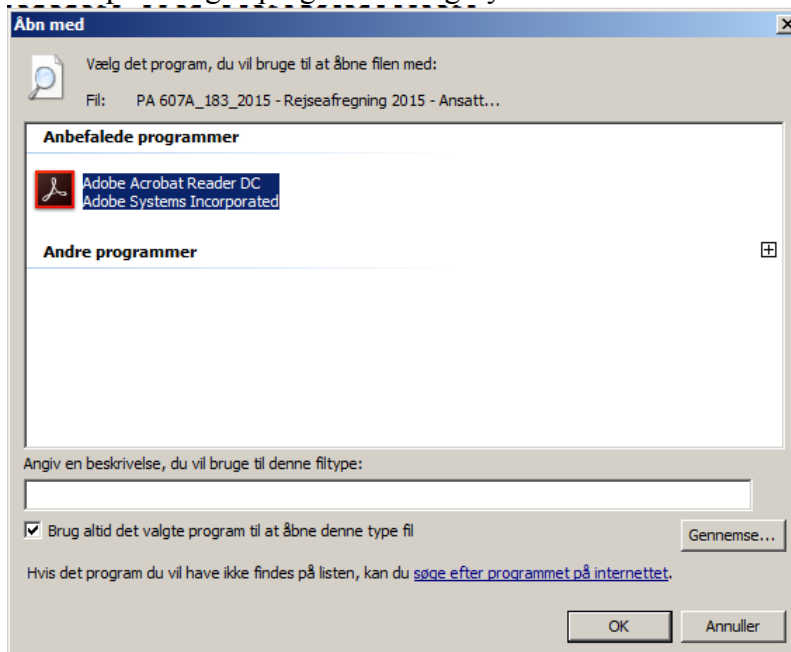 Åbn med
Vælg det program, du vil bruge til at åbne filen med:
Fil: PA 607A_183_2015 - Rejseafregning 2015 - Ansatt...
Anbefalede programmer
Adobe Acrobat Reader DC
Adobe Systems Incorporated
Andre programmer
Angiv en beskrivelse, du vil bruge til denne filtype:
Brug altid det valgte program til at åbne denne type fil
Gennemse...
Hvis det program du vil have ikke findes på listen, kan du søge efter programmet på internettet.
OK Annuller